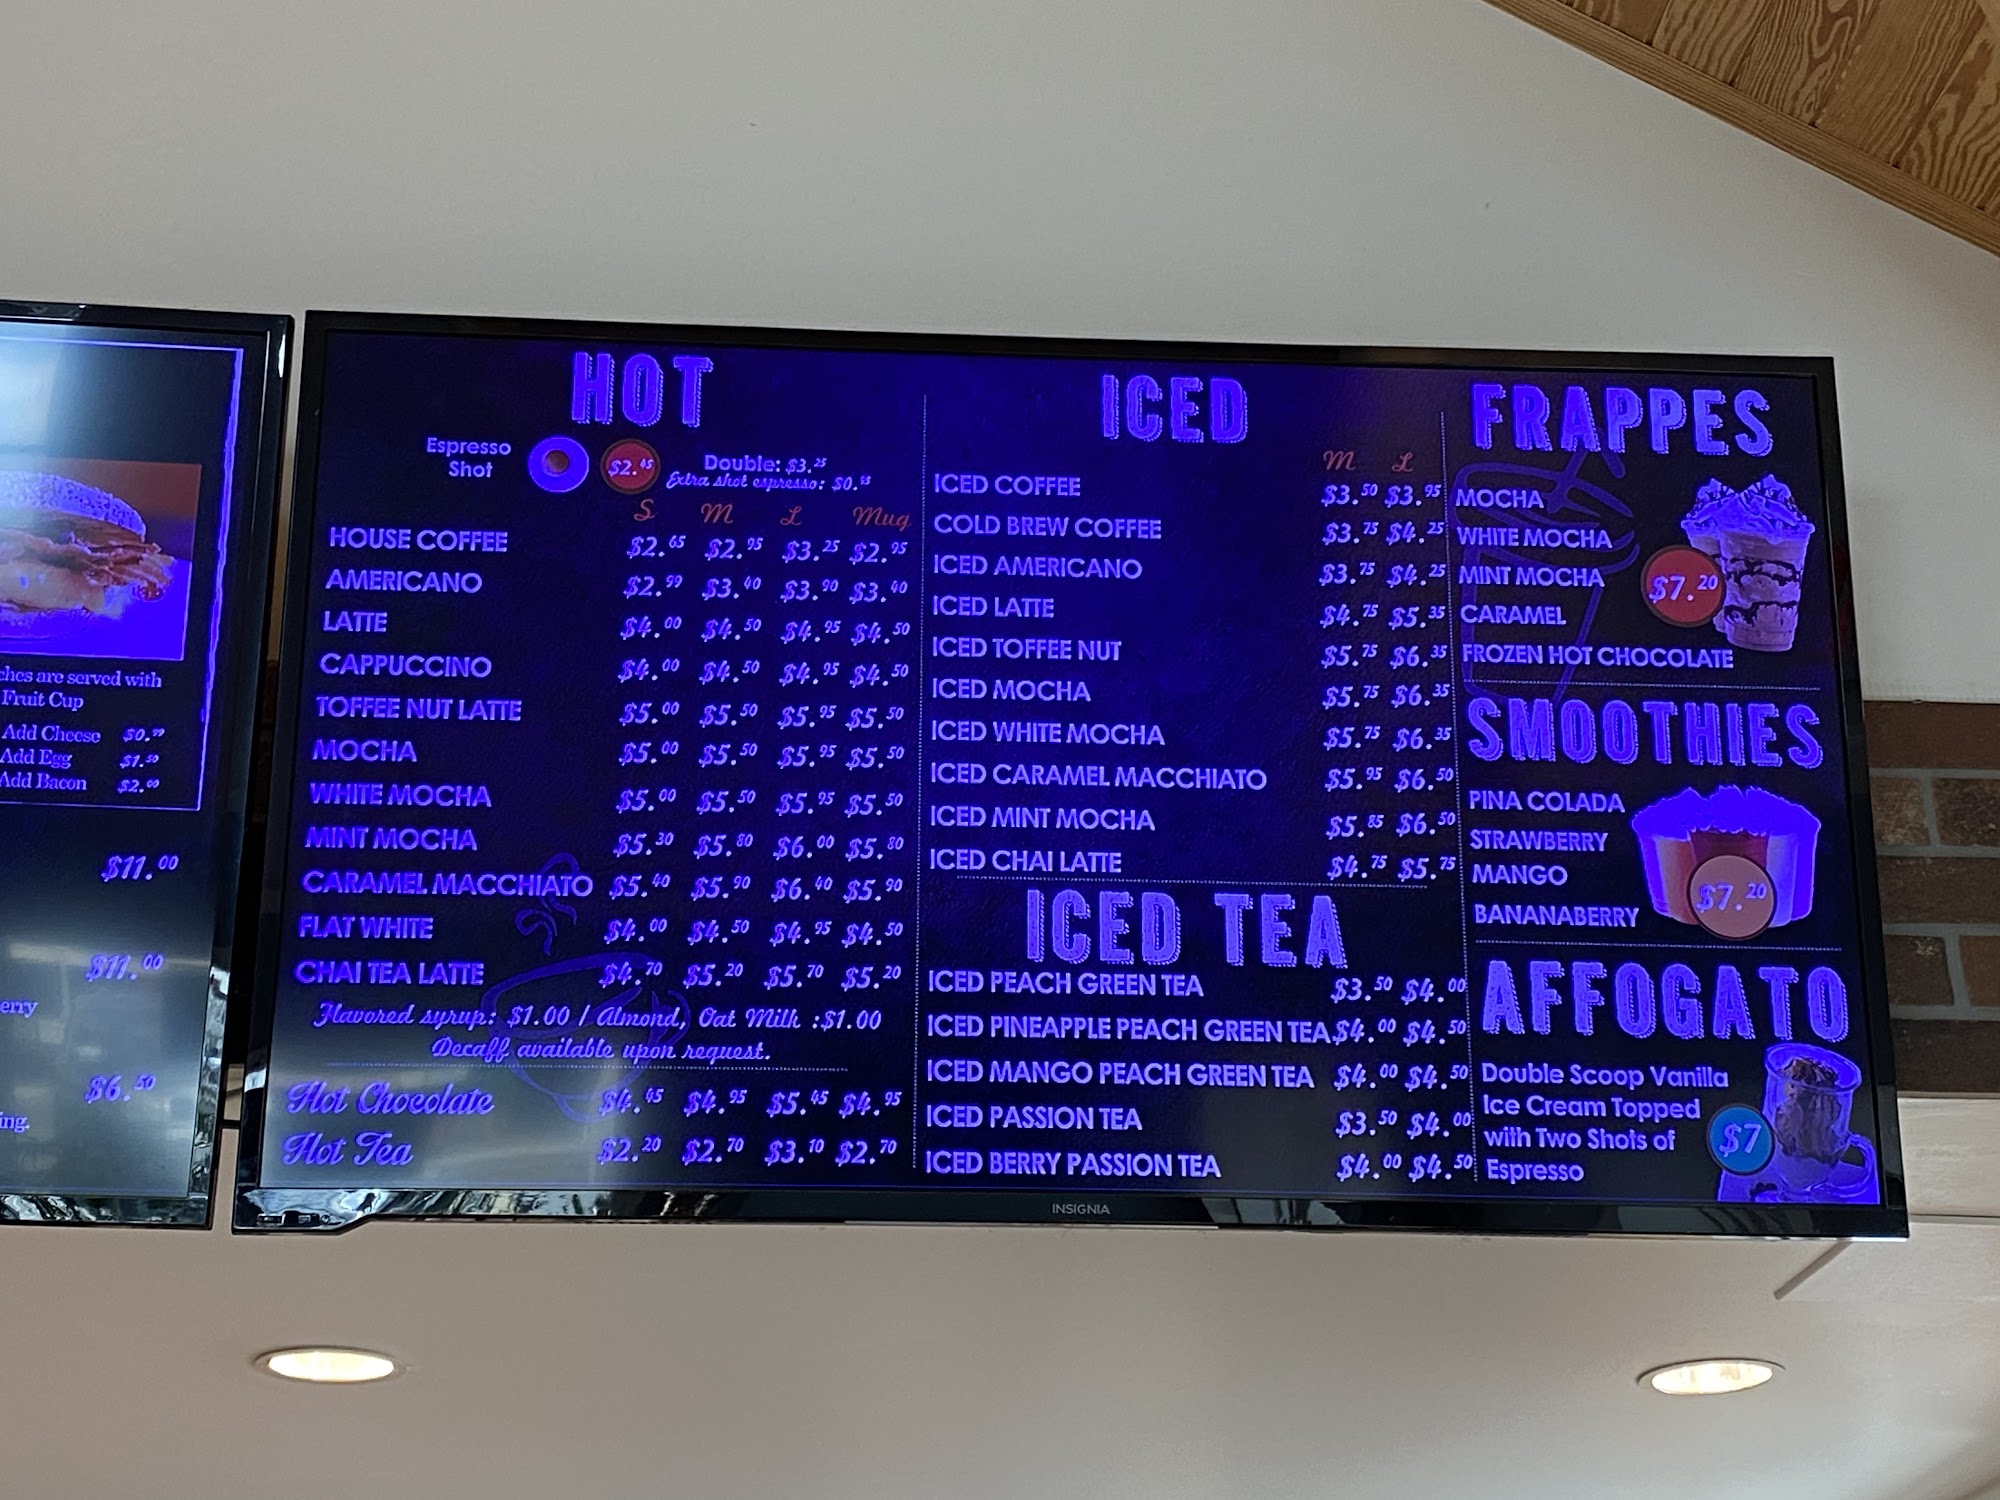 ches are served with
Fruit Cup
Add Cheese $0.99
Add Egg $1.50
Add Bacon $2.00
$11.00
$11.00
erry
$6.50
ing.
HOT
Espresso Shot $2.45 Double: $3.25
Extra shot espresso: $0.95
S M L Mug
HOUSE COFFEE $2.65 $2.95 $3.25 $2.95
AMERICANO $2.99 $3.40 $3.90 $3.40
LATTE $4.00 $4.50 $4.95 $4.50
CAPPUCCINO $4.00 $4.50 $4.95 $4.50
TOFFEE NUT LATTE $5.00 $5.50 $5.95 $5.50
MOCHA $5.00 $5.50 $5.95 $5.50
WHITE MOCHA $5.00 $5.50 $5.95 $5.50
MINT MOCHA $5.30 $5.80 $6.00 $5.80
CARAMEL MACCHIATO $5.40 $5.90 $6.40 $5.90
FLAT WHITE $4.00 $4.50 $4.95 $4.50
CHAI TEA LATTE $4.70 $5.20 $5.70 $5.20
Flavored syrup: $1.00 / Almond, Oat Milk :$1.00
Decaff available upon request.
Hot Chocolate $4.45 $4.95 $5.45 $4.95
Hot Tea $2.20 $2.70 $3.10 $2.70
ICED
M L
ICED COFFEE $3.50 $3.95
COLD BREW COFFEE $3.75 $4.25
ICED AMERICANO $3.75 $4.25
ICED LATTE $4.75 $5.35
ICED TOFFEE NUT $5.75 $6.35
ICED MOCHA $5.75 $6.35
ICED WHITE MOCHA $5.75 $6.35
ICED CARAMEL MACCHIATO $5.95 $6.50
ICED MINT MOCHA $5.85 $6.50
ICED CHAI LATTE $4.75 $5.75
ICED TEA
ICED PEACH GREEN TEA $3.50 $4.00
ICED PINEAPPLE PEACH GREEN TEA $4.00 $4.50
ICED MANGO PEACH GREEN TEA $4.00 $4.50
ICED PASSION TEA $3.50 $4.00
ICED BERRY PASSION TEA $4.00 $4.50
FRAPPES
MOCHA
WHITE MOCHA
MINT MOCHA
CARAMEL
FROZEN HOT CHOCOLATE
$7.20
SMOOTHIES
PINA COLADA
STRAWBERRY
MANGO
BANANABERRY
$7.20
AFFOGATO
Double Scoop Vanilla
Ice Cream Topped
with Two Shots of
Espresso
$7
INSIGNIA